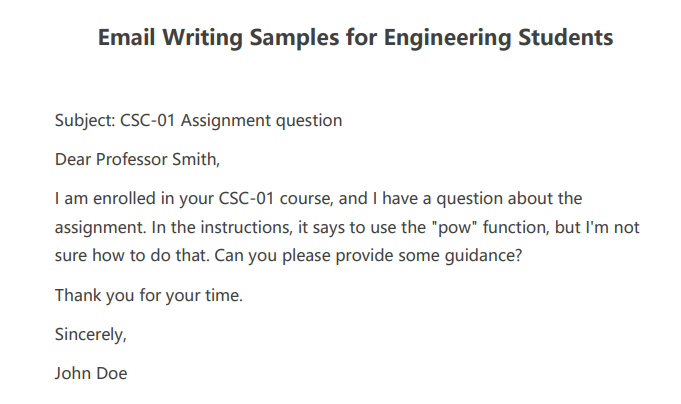 Email Writing Samples for Engineering Students
Subject: CSC-01 Assignment question
Dear Professor Smith,
I am enrolled in your CSC-01 course, and I have a question about the
assignment. In the instructions, it says to use the "pow" function, but I'm not
sure how to do that. Can you please provide some guidance?
Thank you for your time.
Sincerely,
John Doe